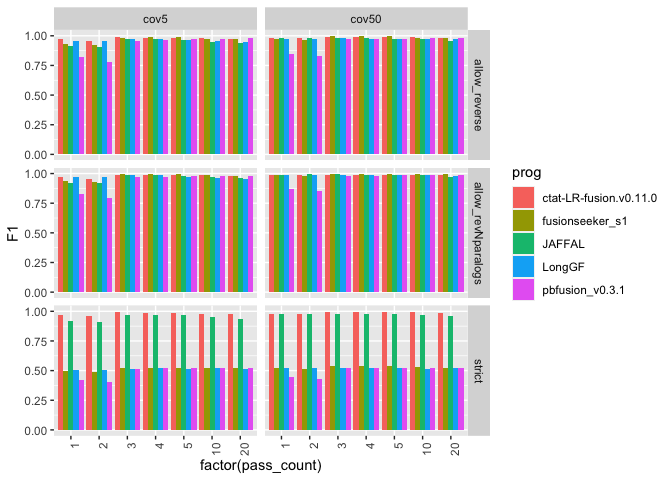 cov5 cov50
1.00
0.75
0.50
0.25
0.00
allow_reverse
1.00
0.75
0.50
0.25
0.00
allow_revNparalogs
1.00
0.75
0.50
0.25
0.00
strict
F1
1 2 3 4 5 10 20 1 2 3 4 5 10 20
factor(pass_count)
prog
ctat-LR-fusion.v0.11.0
fusionseeker_s1
JAFFAL
LongGF
pbfusion_v0.3.1